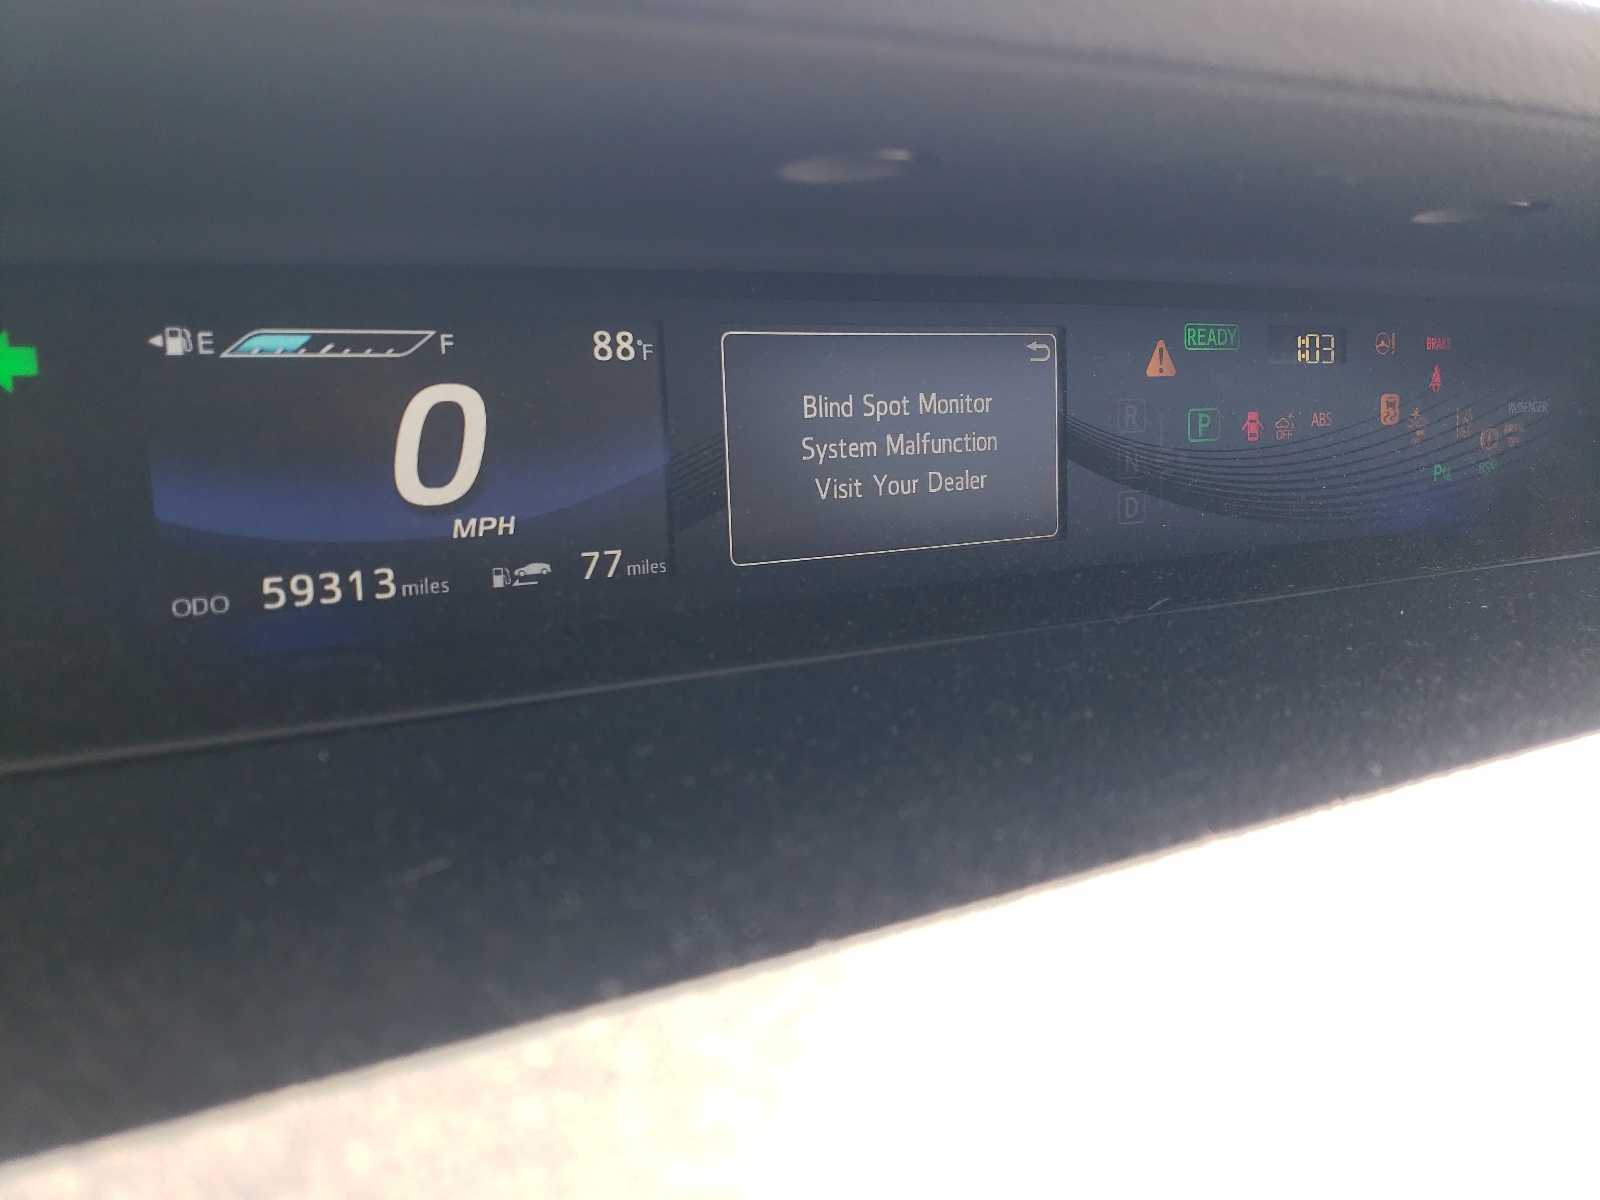 E F
88°F
0
MPH
ODO 59313 miles
77 miles
Blind Spot Monitor
System Malfunction
Visit Your Dealer
READY
1:03
BRAKE
R
P
N
D
OFF
ABS
PASSENGER